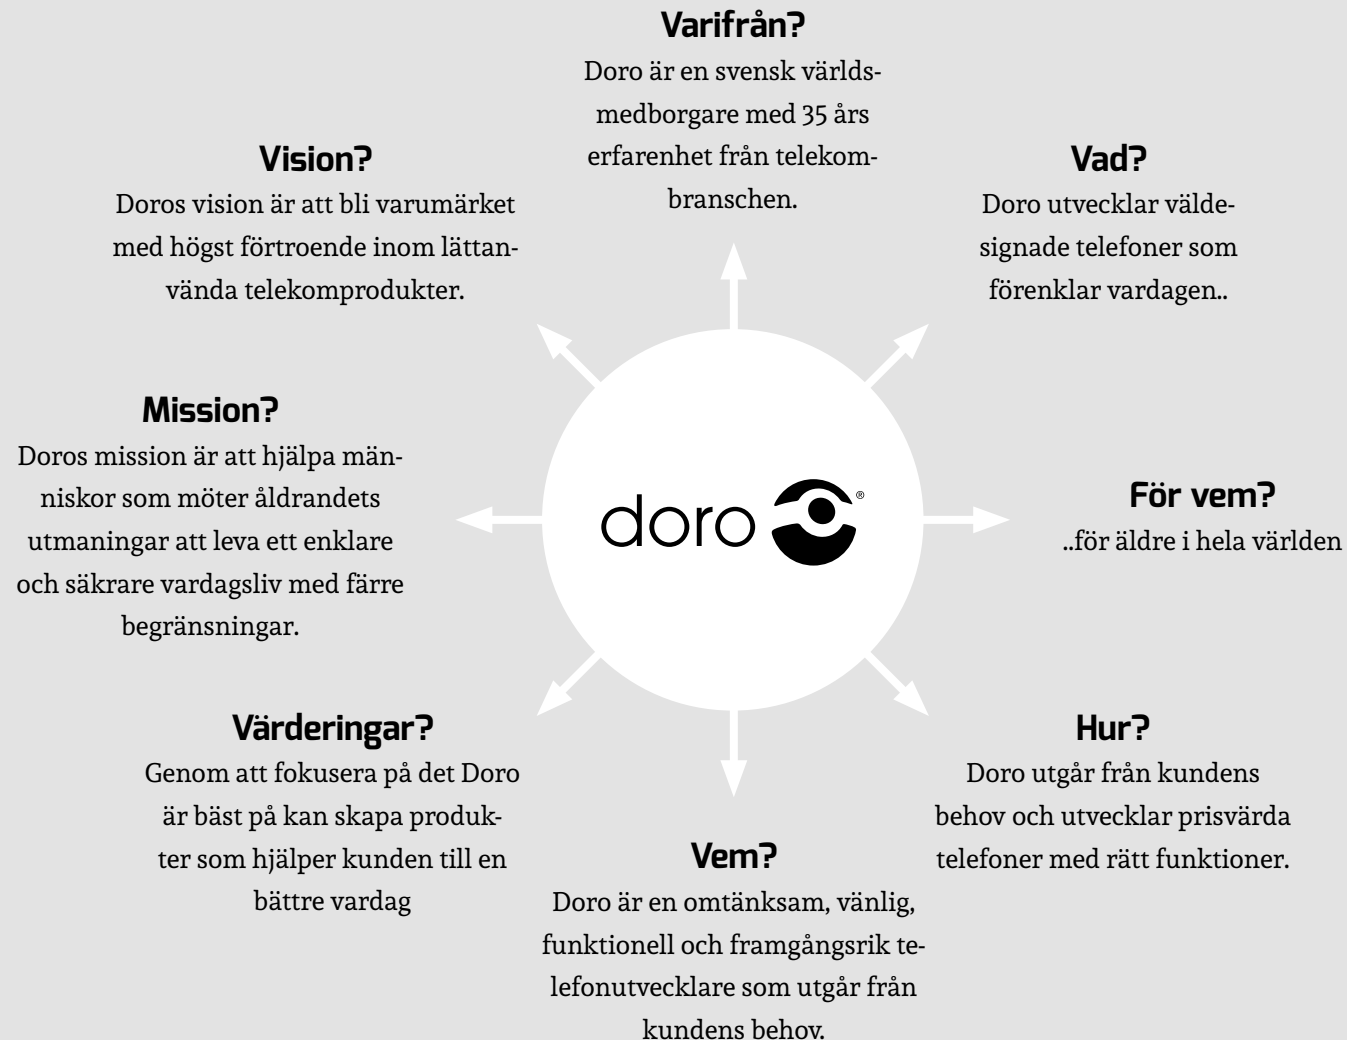 Varifrån?
Doro är en svensk världs-
medborgare med 35 års
erfarenhet från telekom-
branschen.
Vision?
Doros vision är att bli varumärket
med högst förtroende inom lättan-
vända telekomprodukter.
Vad?
Doro utvecklar välde-
signade telefoner som
förenklar vardagen..
Mission?
Doros mission är att hjälpa män-
niskor som möter åldrandets
utmaningar att leva ett enklare
och säkrare vardagsliv med färre
begränsningar.
doro ®
För vem?
..för äldre i hela världen
Värderingar?
Genom att fokusera på det Doro
är bäst på kan skapa produk-
ter som hjälper kunden till en
bättre vardag
Vem?
Doro är en omtänksam, vänlig,
funktionell och framgångsrik te-
lefonutvecklare som utgår från
kundens behov.
Hur?
Doro utgår från kundens
behov och utvecklar prisvärda
telefoner med rätt funktioner.